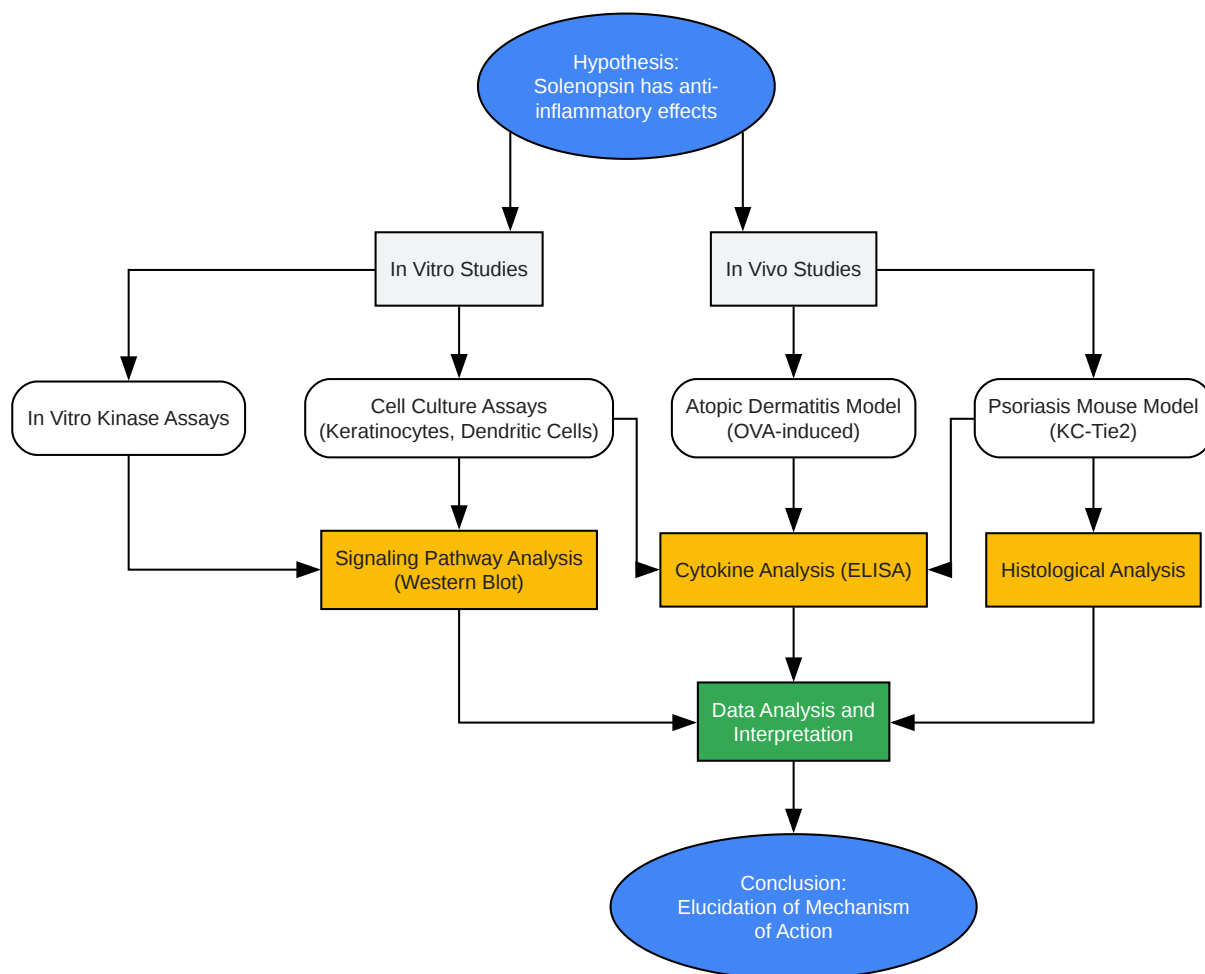 Hypothesis:
Solenopsin has anti-
inflammatory effects
In Vitro Studies
In Vivo Studies
In Vitro Kinase Assays
Cell Culture Assays
(Keratinocytes, Dendritic Cells)
Atopic Dermatitis Model
(OVA-induced)
Psoriasis Mouse Model
(KC-Tie2)
Signaling Pathway Analysis
(Western Blot)
Cytokine Analysis (ELISA)
Histological Analysis
Data Analysis and
Interpretation
Conclusion:
Elucidation of Mechanism
of Action